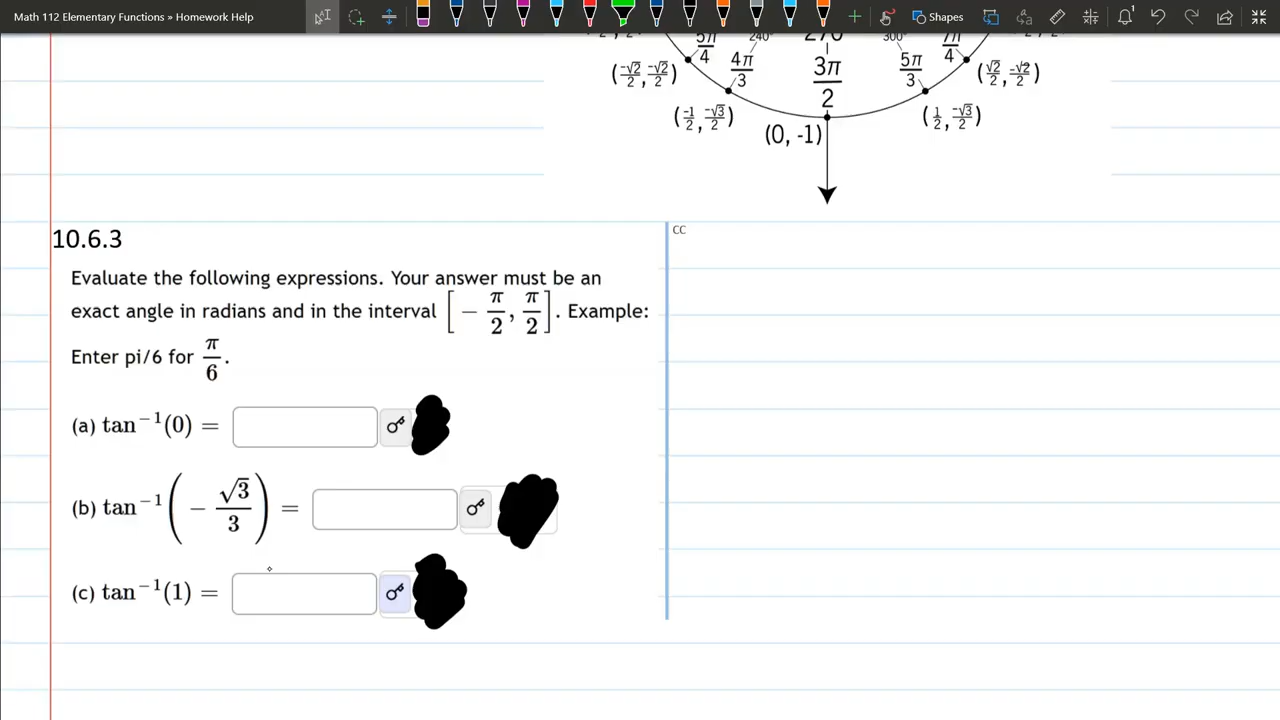 Math 112 Elementary Functions » Homework Help
Shapes
5π/4 240° 270° 300° 7π/4
(-√2/2, -√2/2) 4π/3 3π/2 5π/3 (√2/2, -√2/2)
(-1/2, -√3/2) (0, -1) (1/2, -√3/2)
10.6.3
CC
Evaluate the following expressions. Your answer must be an
exact angle in radians and in the interval [-π/2, π/2]. Example:
Enter pi/6 for π/6.
(a) tan⁻¹(0) =
(b) tan⁻¹(-√3/3) =
(c) tan⁻¹(1) =